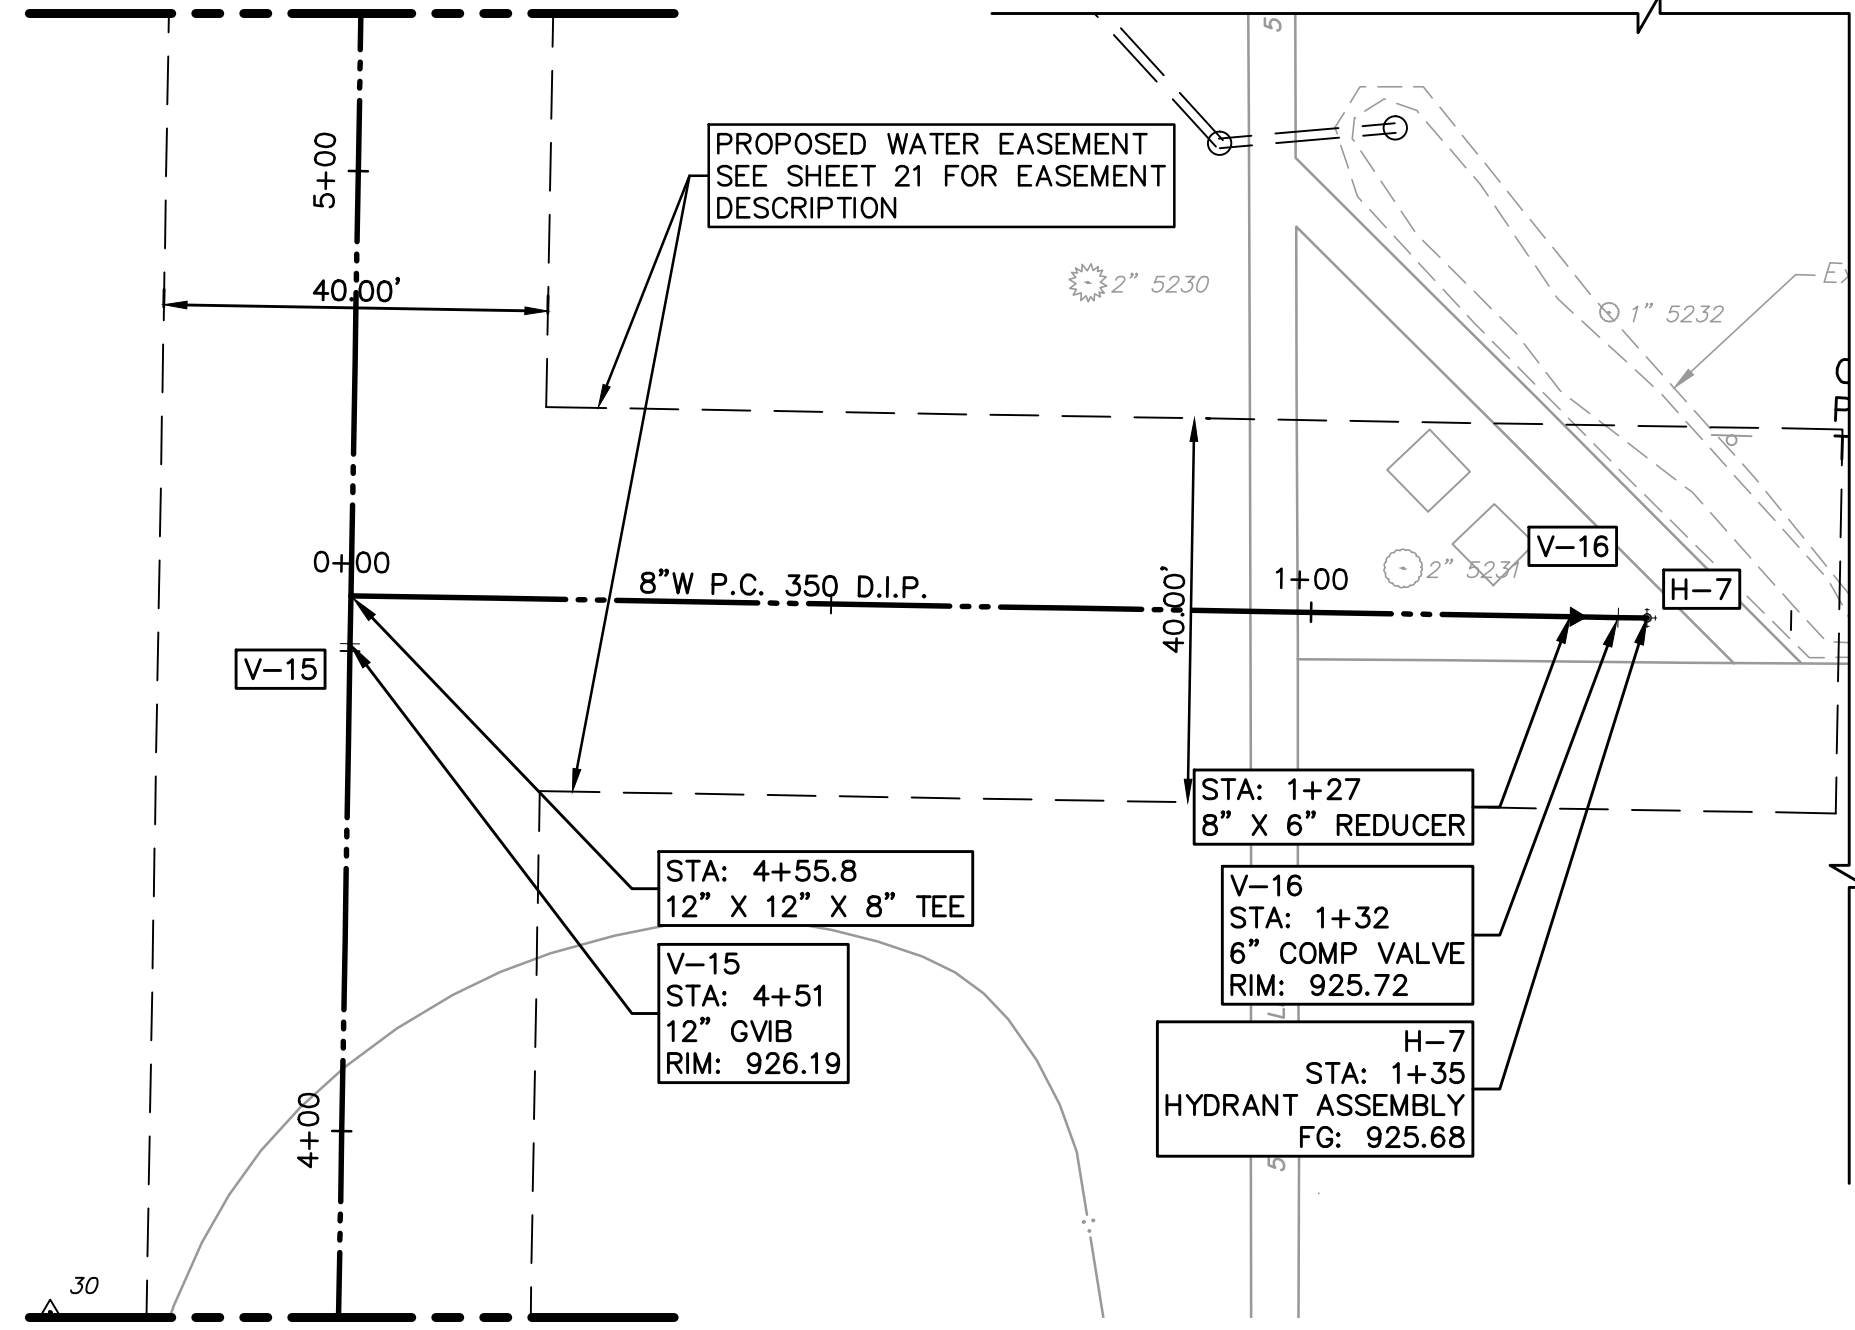 5
5+00
PROPOSED WATER EASEMENT
SEE SHEET 21 FOR EASEMENT
DESCRIPTION
40.00'
2" 5230
1" 5232
0+00
8"W P.C. 350 D.I.P.
40.00'
2" 5231
1+00
V-16
H-7
V-15
STA: 1+27
8" X 6" REDUCER
STA: 4+55.8
12" X 12" X 8" TEE
V-16
STA: 1+32
6" COMP VALVE
RIM: 925.72
V-15
STA: 4+51
12" GVIB
RIM: 926.19
H-7
STA: 1+35
HYDRANT ASSEMBLY
FG: 925.68
4+00
5
30